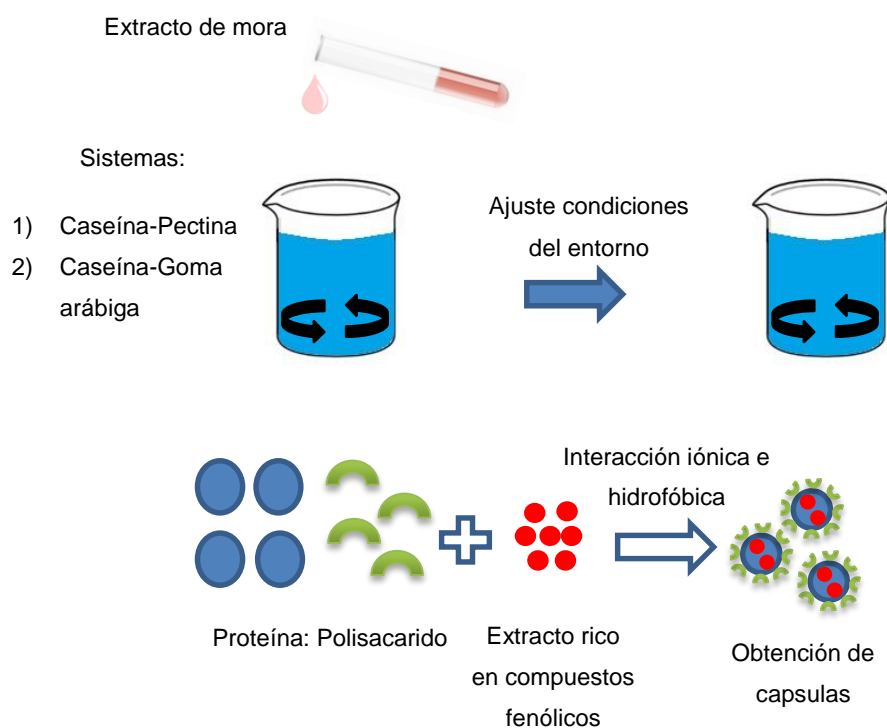 Extracto de mora
Sistemas:
1) Caseína-Pectina
2) Caseína-Goma
arábiga
Ajuste condiciones
del entorno
Interacción iónica e
hidrofóbica
Proteína: Polisacarido
Extracto rico
en compuestos
fenólicos
Obtención de
capsulas